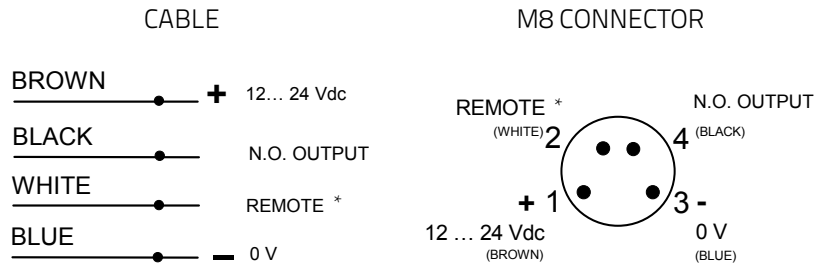 CABLE
BROWN
+ 12... 24 Vdc
BLACK
N.O. OUTPUT
WHITE
REMOTE *
BLUE
- 0 V
M8 CONNECTOR
REMOTE *
(WHITE) 2
N.O. OUTPUT
4 (BLACK)
+ 1
12 ... 24 Vdc
(BROWN)
3 -
0 V
(BLUE)